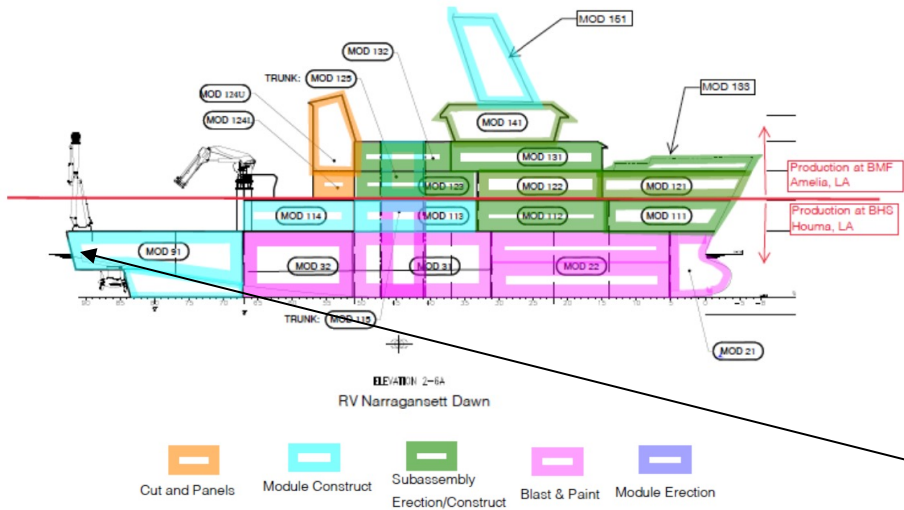 MOD 151
MOD 132
TRUNK: MOD 125
MOD 133
MOD 124U
MOD 124L
MOD 141
MOD 131
Production at BMF
Amelia, LA
MOD 123
MOD 122
MOD 121
Production at BHS
Houma, LA
MOD 114
MOD 113
MOD 112
MOD 111
MOD 91
MOD 32
MOD 31
MOD 22
TRUNK: MOD 115
MOD 21
ELEVATION 2-6A
RV Narragansett Dawn
Cut and Panels
Module Construct
Subassembly
Erection/Construct
Blast & Paint
Module Erection